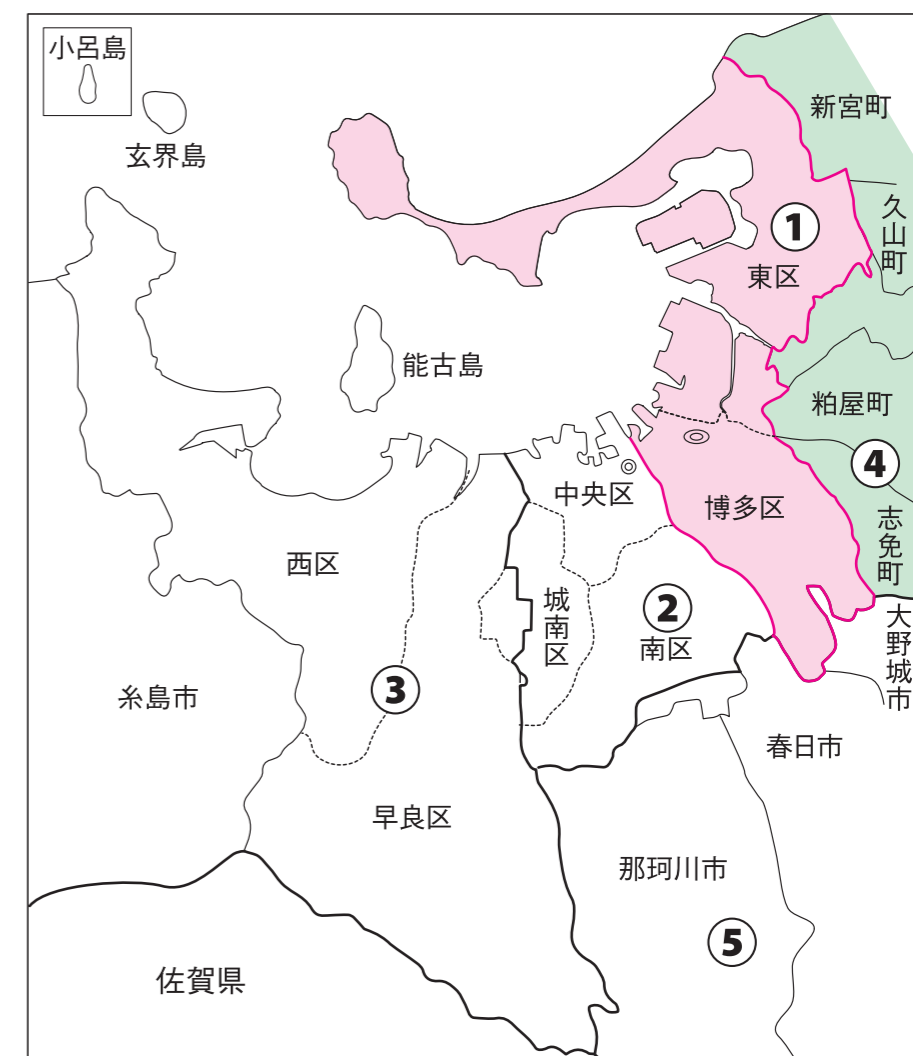 小呂島
玄界島
新宮町
久山町
①
東区
能古島
粕屋町
④
中央区
博多区
志免町
西区
城南区
②
南区
大野城市
③
糸島市
春日市
早良区
那珂川市
⑤
佐賀県